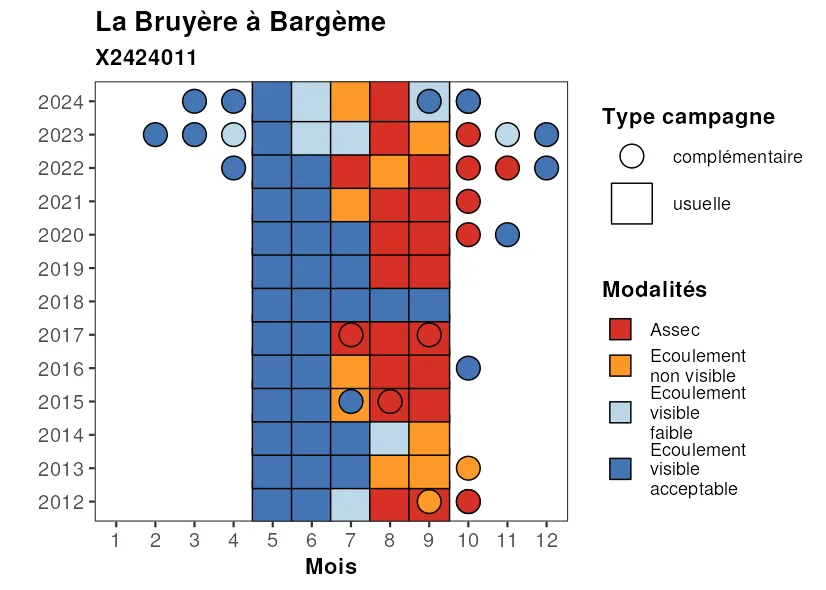 La Bruyère à Bargème
X2424011
2024
2023
2022
2021
2020
2019
2018
2017
2016
2015
2014
2013
2012
1 2 3 4 5 6 7 8 9 10 11 12
Mois
Type campagne
complémentaire
usuelle
Modalités
Assec
Ecoulement
non visible
Ecoulement
visible
faible
Ecoulement
visible
acceptable